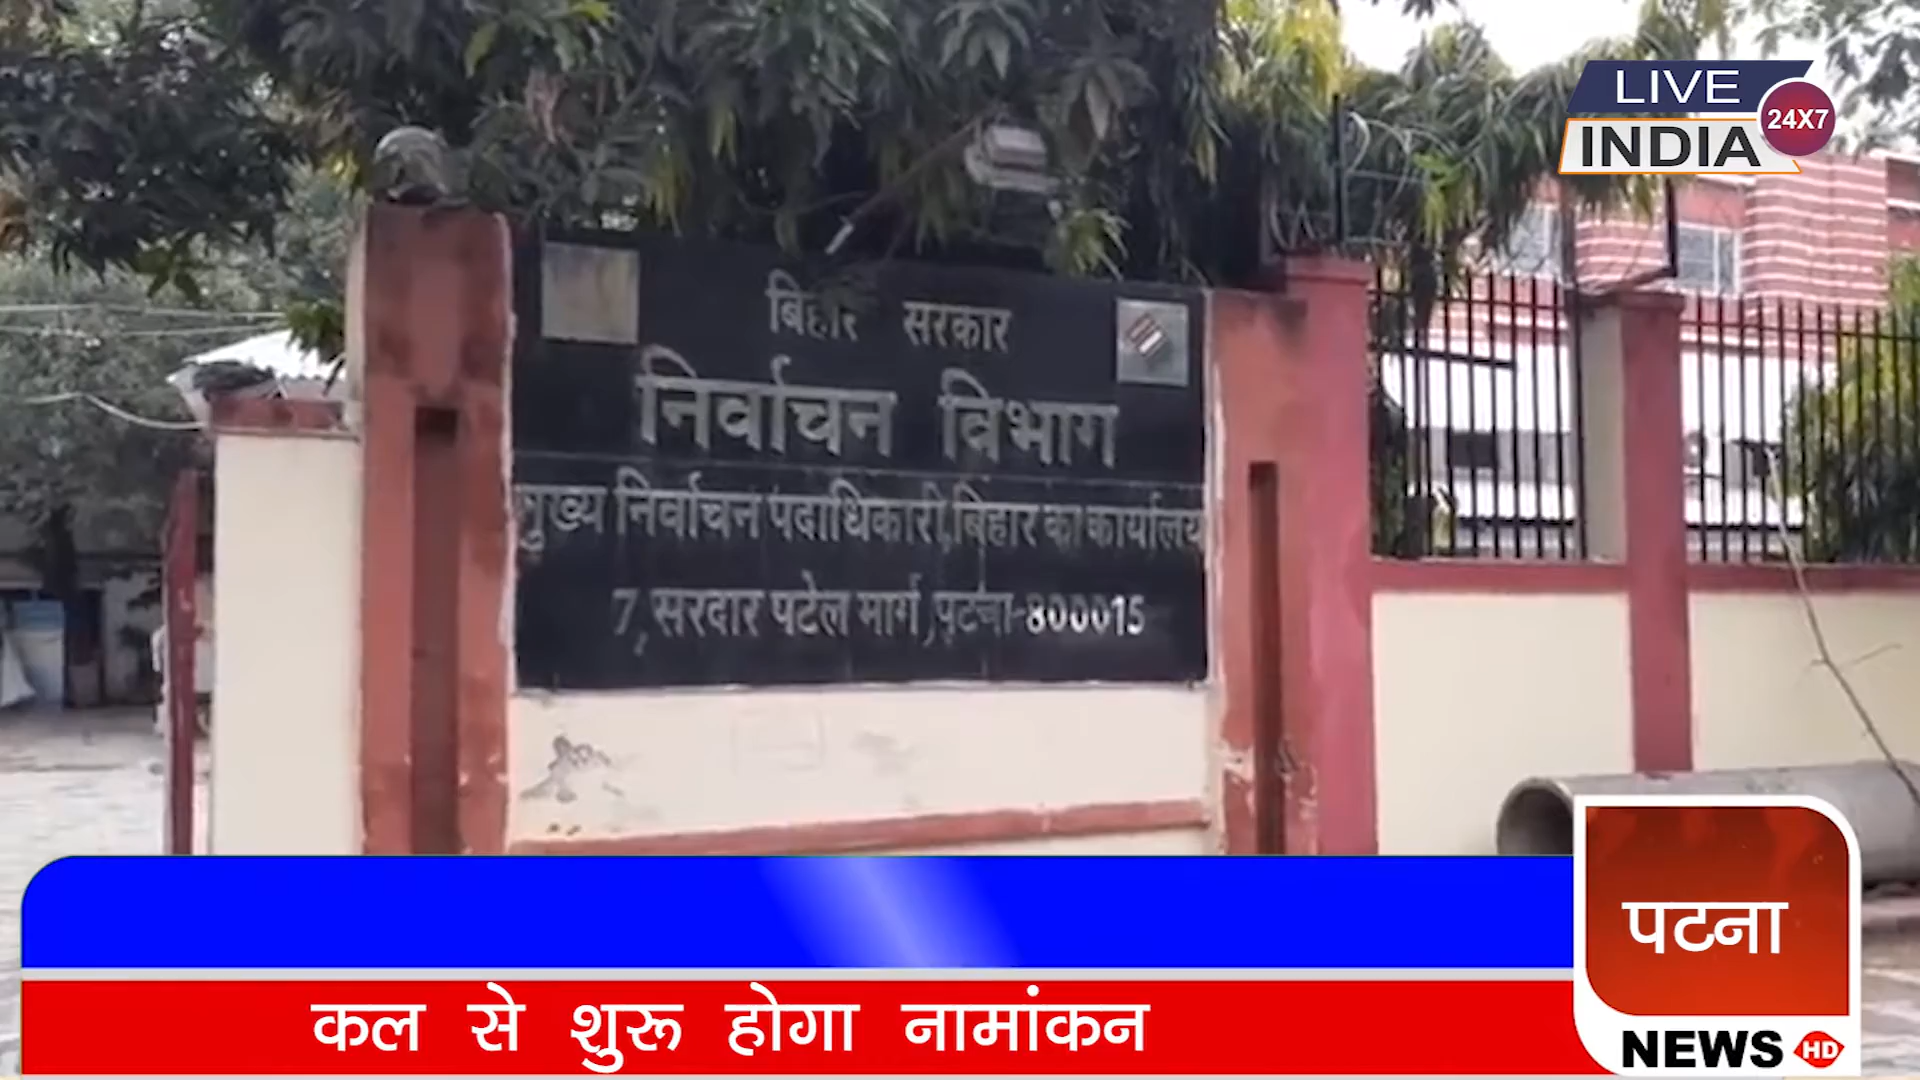 LIVE
INDIA
24X7
बिहार सरकार
निर्वाचन विभाग
मुख्य निर्वाचन पदाधिकारी,बिहार का कार्यालय
7,सरदार पटेल मार्ग,पटना-800015
पटना
कल से शुरू होगा नामांकन
NEWS HD